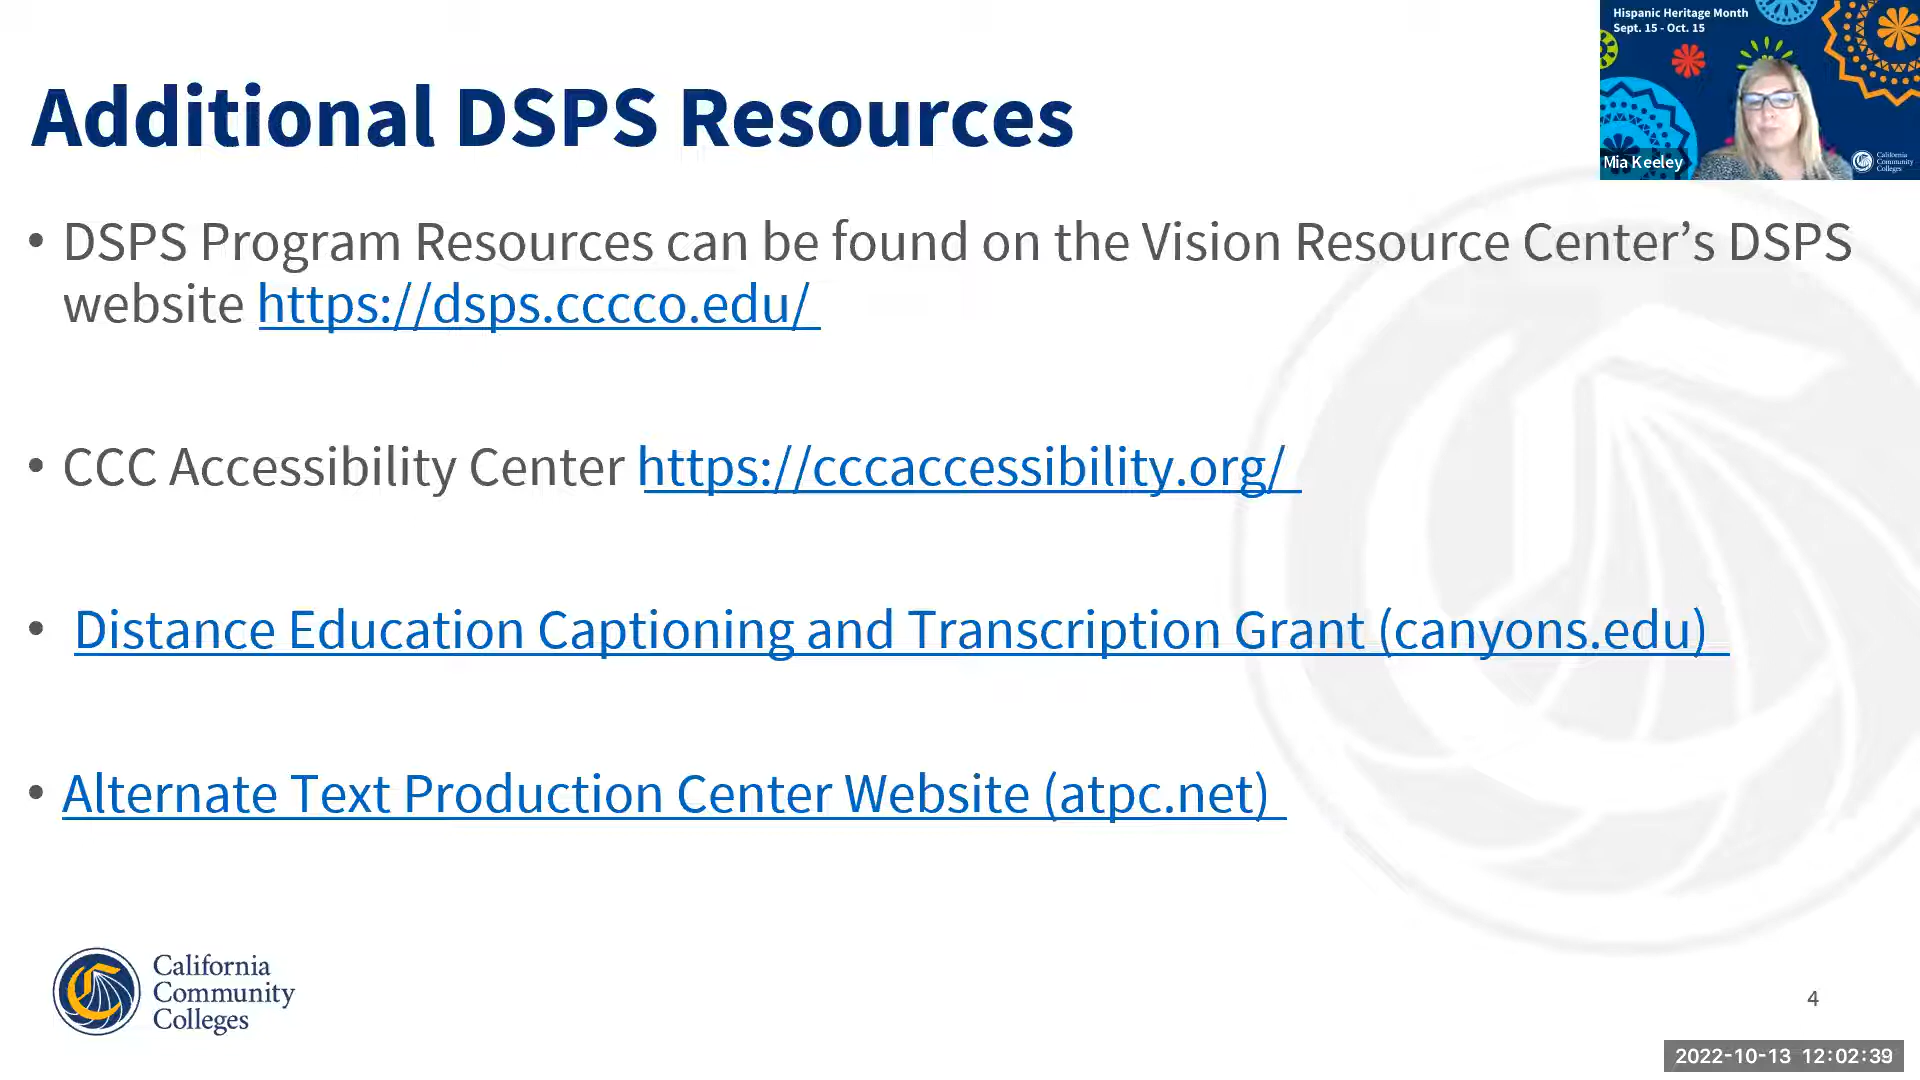 Hispanic Heritage Month
Sept. 15 - Oct. 15
Mia Keeley
California
Community
Colleges
Additional DSPS Resources
• DSPS Program Resources can be found on the Vision Resource Center’s DSPS
website https://dsps.cccco.edu/
• CCC Accessibility Center https://cccaccessibility.org/
• Distance Education Captioning and Transcription Grant (canyons.edu)
• Alternate Text Production Center Website (atpc.net)
California
Community
Colleges
4
2022-10-13 12:02:39